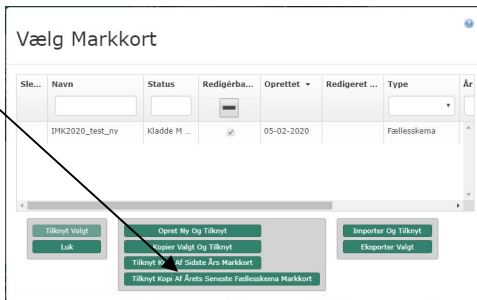 Vælg Markkort
Sle... Navn Status Redigérba... Oprettet Redigeret ... Type År
IMK2020_test_ny Kladde M ... 05-02-2020 Fællesskema
Tilknyt Valgt Opret Ny Og Tilknyt Importer Og Tilknyt
Luk Kopier Valgt Og Tilknyt Eksporter Valgt
Tilknyt Kopi Af Sidste Års Markkort
Tilknyt Kopi Af Årets Seneste Fællesskema Markkort